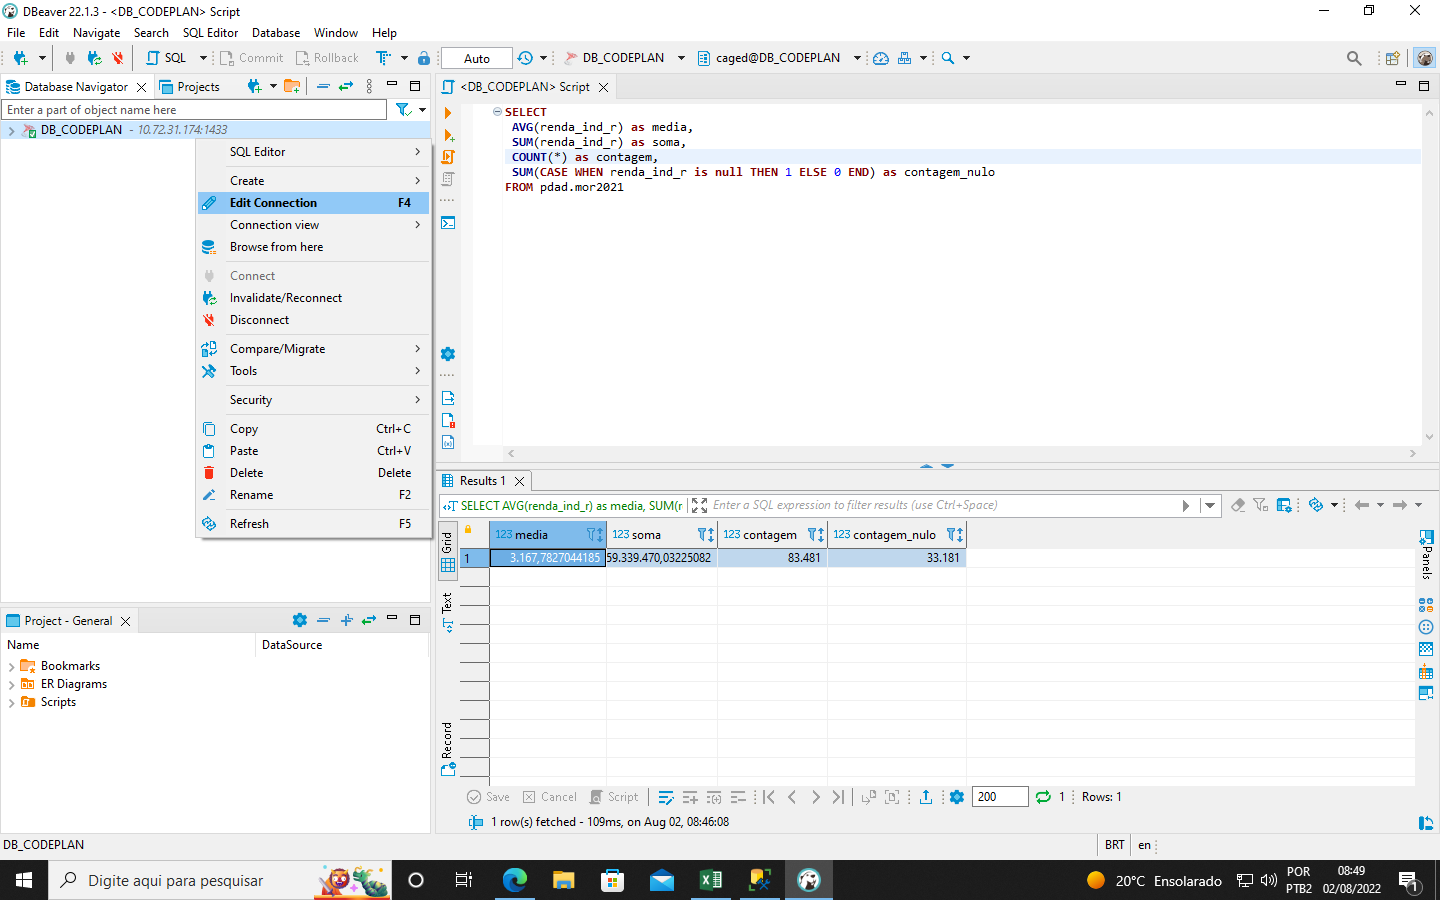 DBeaver 22.1.3 - <DB_CODEPLAN> Script
File Edit Navigate Search SQL Editor Database Window Help
SQL Commit Rollback Auto DB_CODEPLAN caged@DB_CODEPLAN
Database Navigator Projects
Enter a part of object name here
DB_CODEPLAN - 10.72.31.174:1433
SQL Editor
Create
Edit Connection F4
Connection view
Browse from here
Connect
Invalidate/Reconnect
Disconnect
Compare/Migrate
Tools
Security
Copy Ctrl+C
Paste Ctrl+V
Delete Delete
Rename F2
Refresh F5
<DB_CODEPLAN> Script
SELECT
AVG(renda_ind_r) as media,
SUM(renda_ind_r) as soma,
COUNT(*) as contagem,
SUM(CASE WHEN renda_ind_r is null THEN 1 ELSE 0 END) as contagem_nulo
FROM pdad.mor2021
Results 1
SELECT AVG(renda_ind_r) as media, SUM(r Enter a SQL expression to filter results (use Ctrl+Space)
Grid
Text
Record
123 media 123 soma 123 contagem 123 contagem_nulo
1 3.167,7827044185 59.339.470,03225082 83.481 33.181
Panels
Save Cancel Script 200 1 Rows: 1
1 row(s) fetched - 109ms, on Aug 02, 08:46:08
Project - General
Name DataSource
Bookmarks
ER Diagrams
Scripts
DB_CODEPLAN BRT en
Digite aqui para pesquisar
20°C Ensolarado
POR
PTB2
08:49
02/08/2022
1